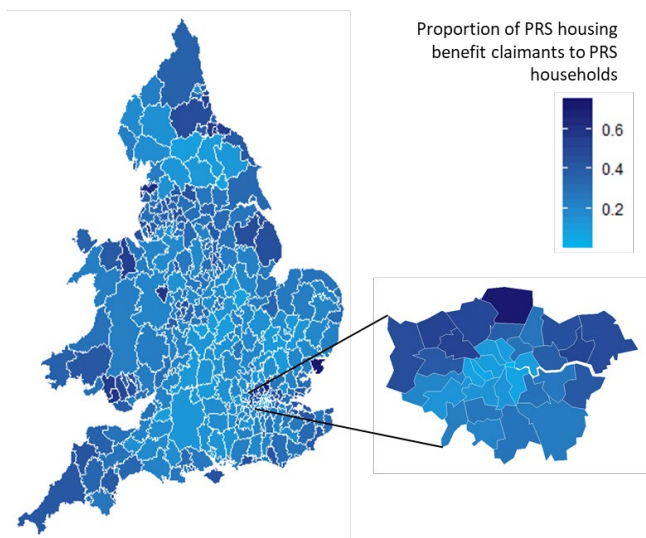 Proportion of PRS housing
benefit claimants to PRS
households
0.6
0.4
0.2